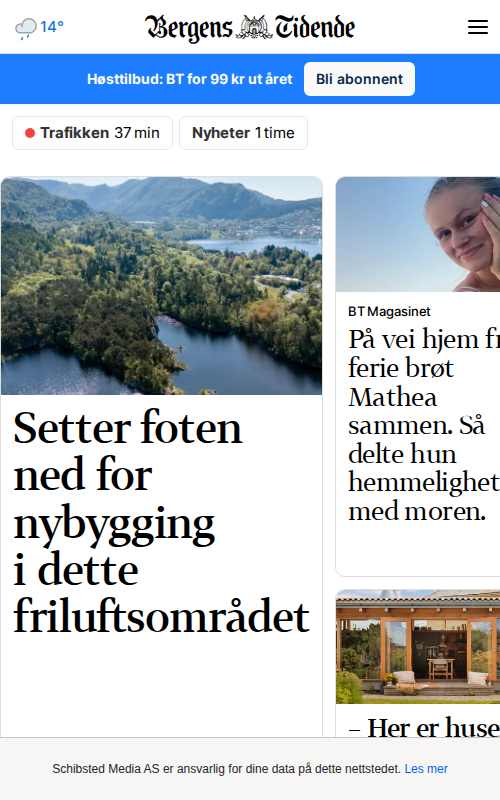 14°
Bergens Tidende
Høsttilbud: BT for 99 kr ut året
Bli abonnent
Trafikken 37 min
Nyheter 1 time
Setter foten
ned for
nybygging
i dette
friluftsområdet
BT Magasinet
På vei hjem fr
ferie brøt
Mathea
sammen. Så
delte hun
hemmelighet
med moren.
– Her er huse
Schibsted Media AS er ansvarlig for dine data på dette nettstedet. Les mer